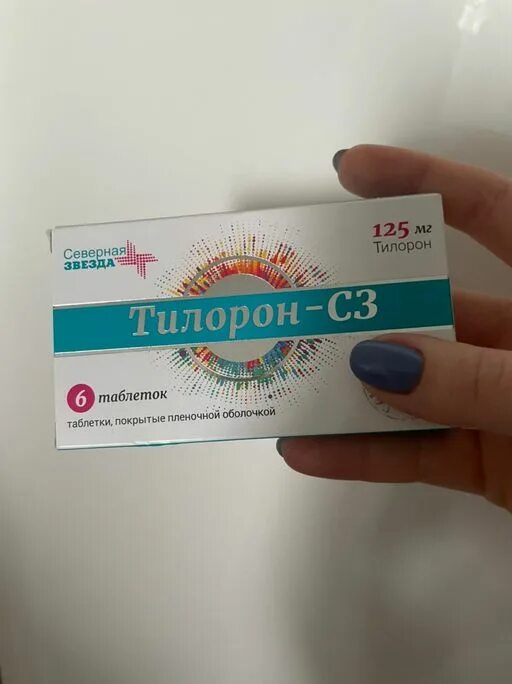 Северная
ЗВЕЗДА
125 мг
Тилорон
Тилорон-СЗ
6 таблеток
таблетки, покрытые пленочной оболочкой